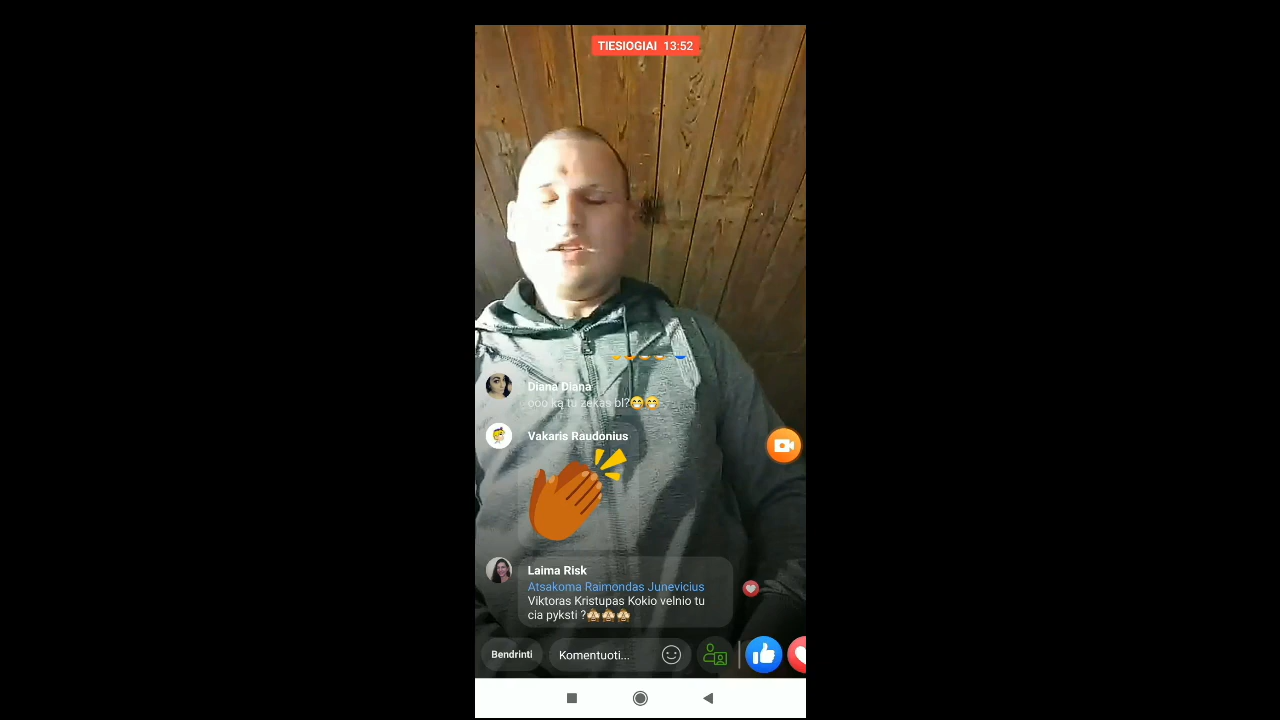 TIESIOGIAI 13:52
Diana Diana
ooo ką tu zekas bl?😁😁
Vakaris Raudonius
Laima Risk
Atsakoma Raimondas Junevicius
Viktoras Kristupas Kokio velnio tu
cia pyksti ?🙈🙈🙈
Bendrinti
Komentuoti...